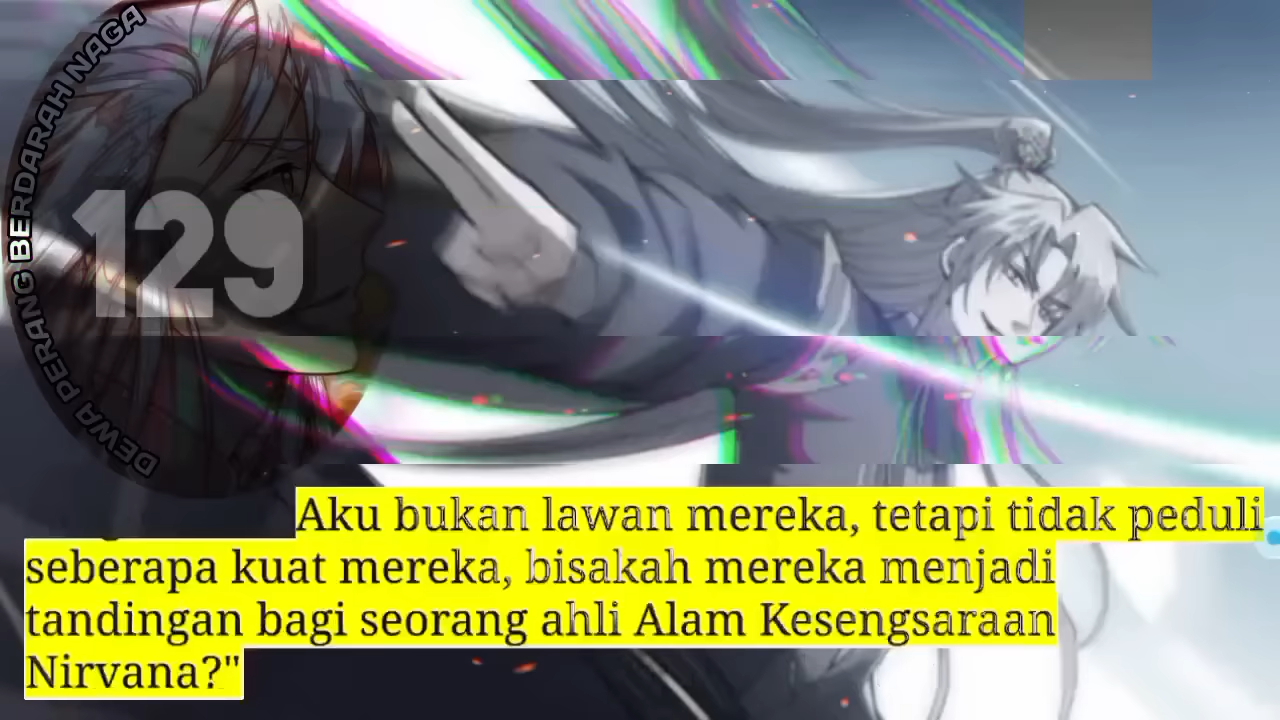 DEWA PERANG BERDARAH NAGA
129
Aku bukan lawan mereka, tetapi tidak peduli
seberapa kuat mereka, bisakah mereka menjadi
tandingan bagi seorang ahli Alam Kesengsaraan
Nirvana?"